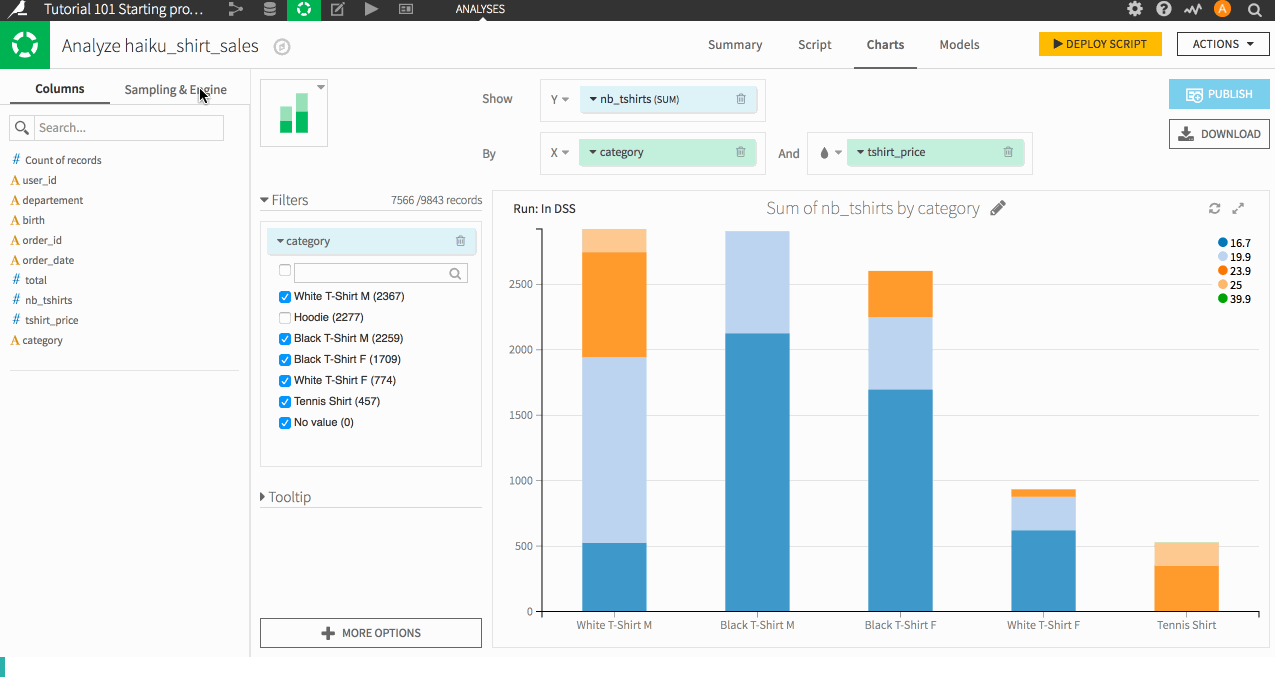 Tutorial 101 Starting pro...
ANALYSES
A
Analyze haiku_shirt_sales
Summary
Script
Charts
Models
DEPLOY SCRIPT
ACTIONS
Columns
Sampling & Engine
Search...
# Count of records
A user_id
A departement
A birth
A order_id
A order_date
# total
# nb_tshirts
# tshirt_price
A category
Show
Y
nb_tshirts (SUM)
By
X
category
And
tshirt_price
PUBLISH
DOWNLOAD
Filters
7566 /9843 records
category
White T-Shirt M (2367)
Hoodie (2277)
Black T-Shirt M (2259)
Black T-Shirt F (1709)
White T-Shirt F (774)
Tennis Shirt (457)
No value (0)
Tooltip
MORE OPTIONS
Run: In DSS
Sum of nb_tshirts by category
16.7
19.9
23.9
25
39.9
2500
2000
1500
1000
500
0
White T-Shirt M
Black T-Shirt M
Black T-Shirt F
White T-Shirt F
Tennis Shirt